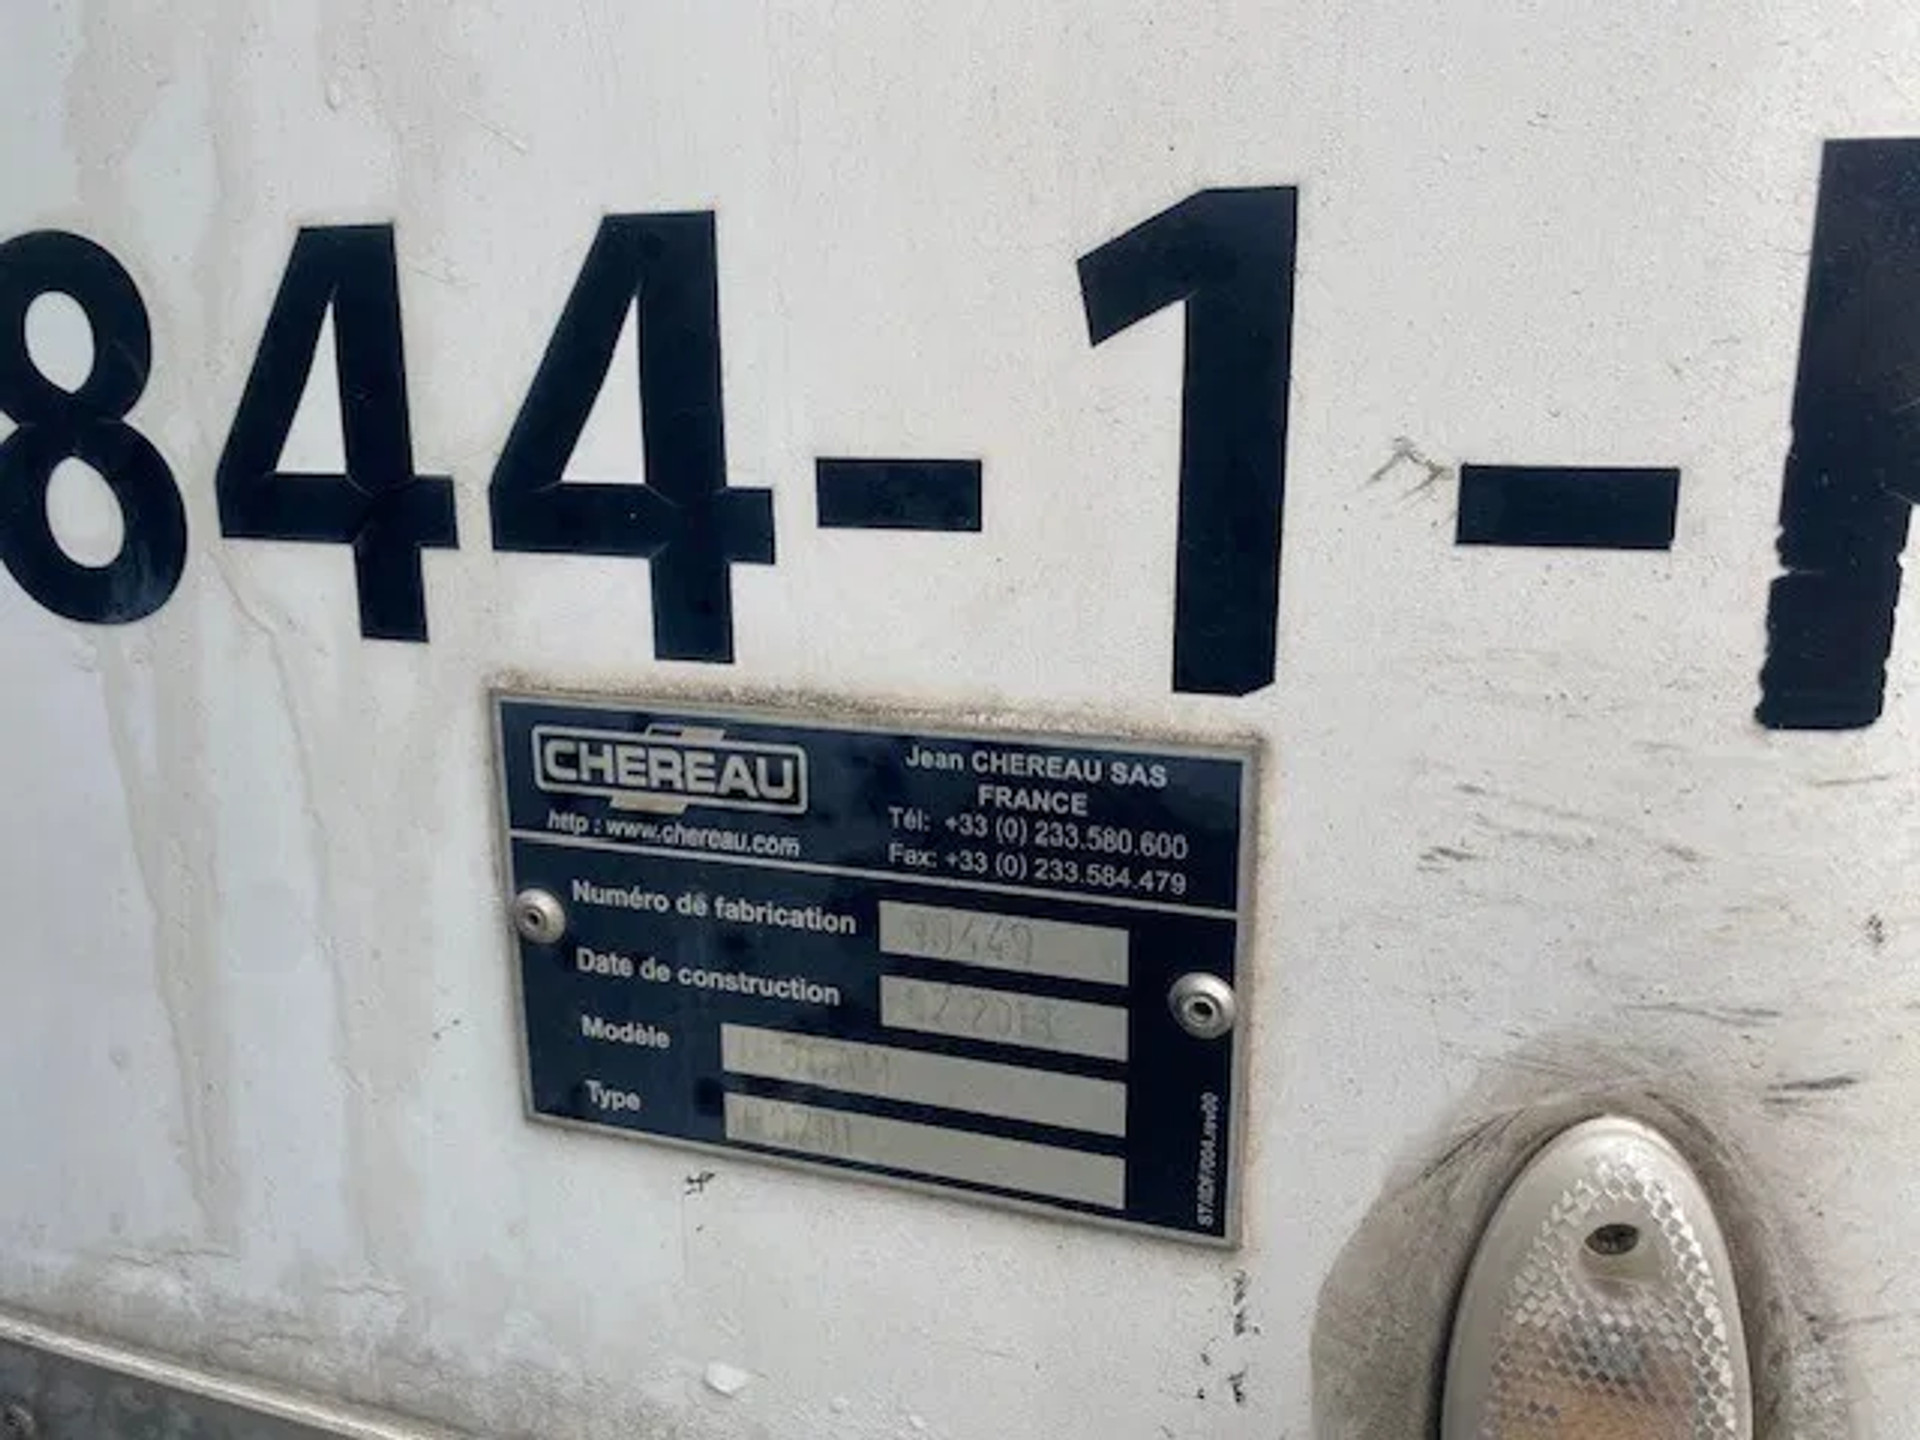 844-1-
CHEREAU
http : www.chereau.com
Jean CHEREAU SAS
FRANCE
Tél: +33 (0) 233.580.600
Fax: +33 (0) 233.584.479
Numéro de fabrication
Date de construction
Modèle
Type